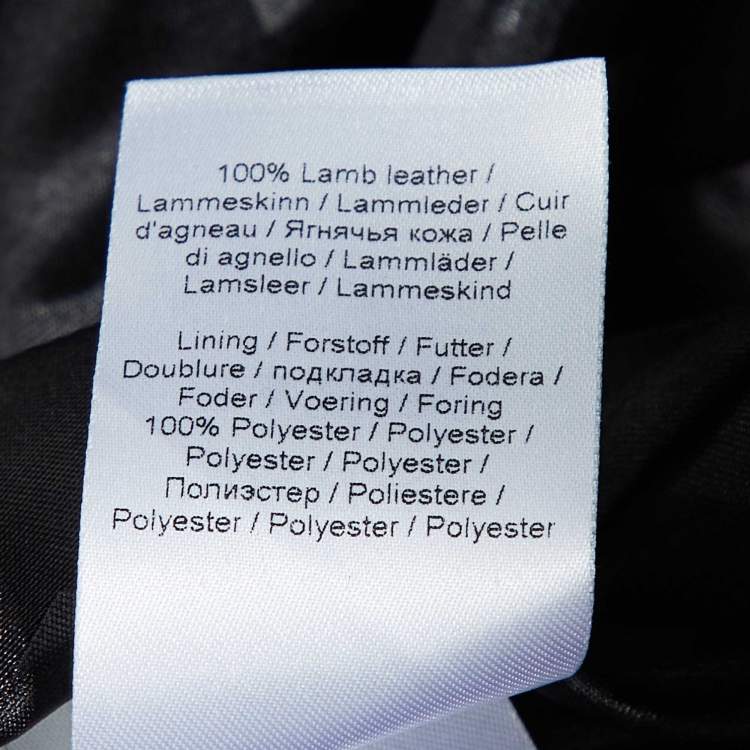 100% Lamb leather /
Lammeskinn / Lammleder / Cuir
d'agneau / Ягнячья кожа / Pelle
di agnello / Lammläder /
Lamsleer / Lammeskind
Lining / Forstoff / Futter /
Doublure / подкладка / Fodera /
Foder / Voering / Foring
100% Polyester / Polyester /
Polyester / Polyester /
Полиэстер / Poliestere /
Polyester / Polyester / Polyester